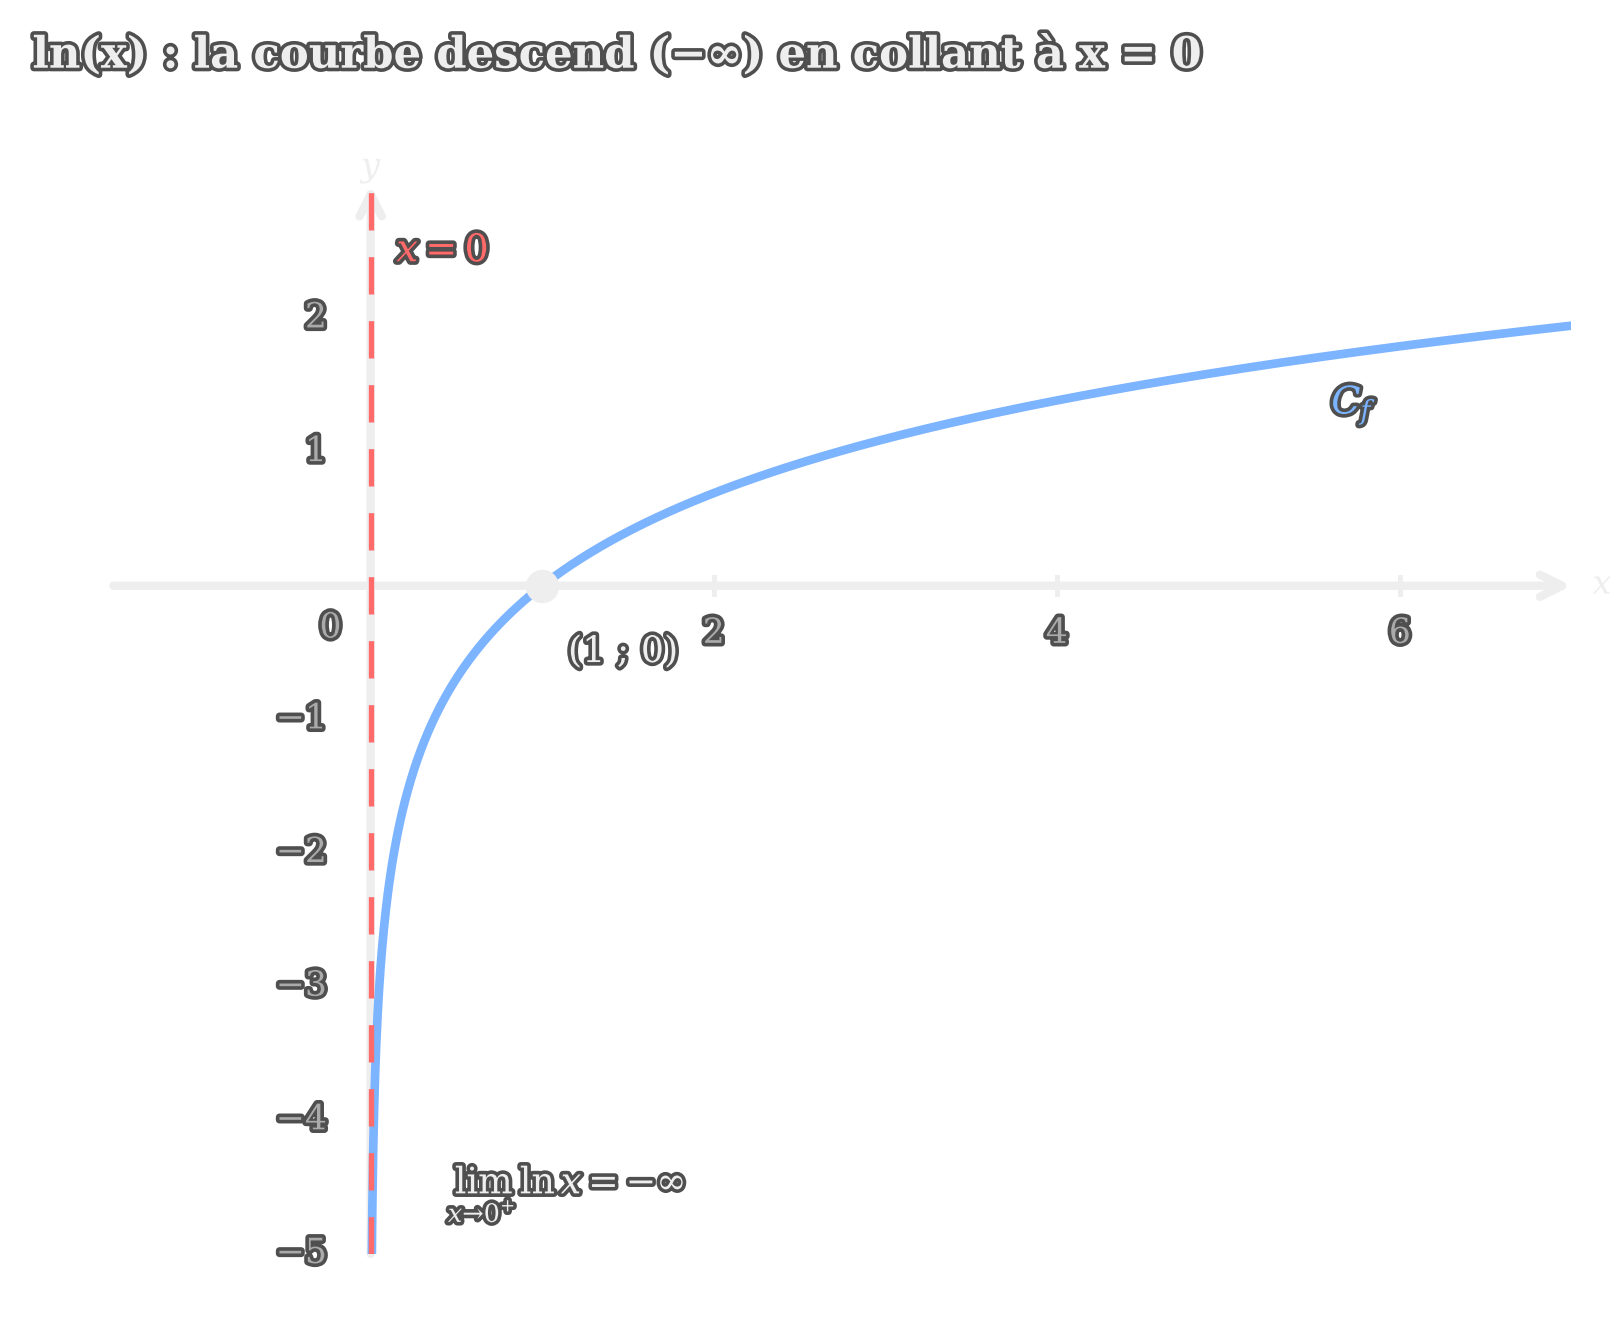 ln(x) : la courbe descend (−∞) en collant à x = 0
y
x = 0
2
C_f
1
x
0
2
4
6
(1 ; 0)
−1
−2
−3
−4
lim ln x = −∞
x→0⁺
−5